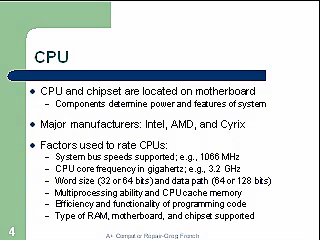 CPU
CPU and chipset are located on motherboard
– Components determine power and features of system
Major manufacturers: Intel, AMD, and Cyrix
Factors used to rate CPUs:
– System bus speeds supported; e.g., 1066 MHz
– CPU core frequency in gigahertz; e.g., 3.2 GHz
– Word size (32 or 64 bits) and data path (64 or 128 bits)
– Multiprocessing ability and CPU cache memory
– Efficiency and functionality of programming code
– Type of RAM, motherboard, and chipset supported
4
A+ Computer Repair-Greg French